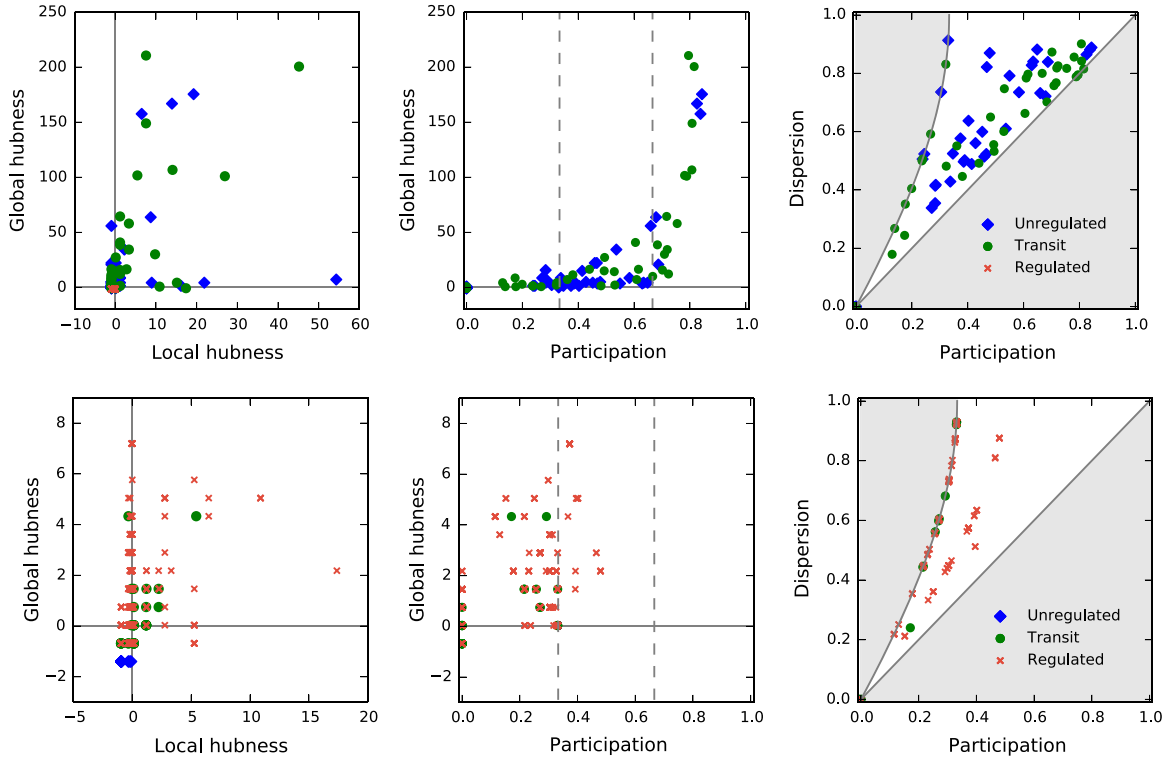 250
200
150
100
50
0
Global hubness
−10 0 10 20 30 40 50 60
Local hubness
250
200
150
100
50
0
Global hubness
0.0 0.2 0.4 0.6 0.8 1.0
Participation
1.0
0.8
0.6
0.4
0.2
0.0
Dispersion
Unregulated
Transit
Regulated
0.0 0.2 0.4 0.6 0.8 1.0
Participation
8
6
4
2
0
−2
Global hubness
−5 0 5 10 15 20
Local hubness
8
6
4
2
0
−2
Global hubness
0.0 0.2 0.4 0.6 0.8 1.0
Participation
1.0
0.8
0.6
0.4
0.2
0.0
Dispersion
Unregulated
Transit
Regulated
0.0 0.2 0.4 0.6 0.8 1.0
Participation